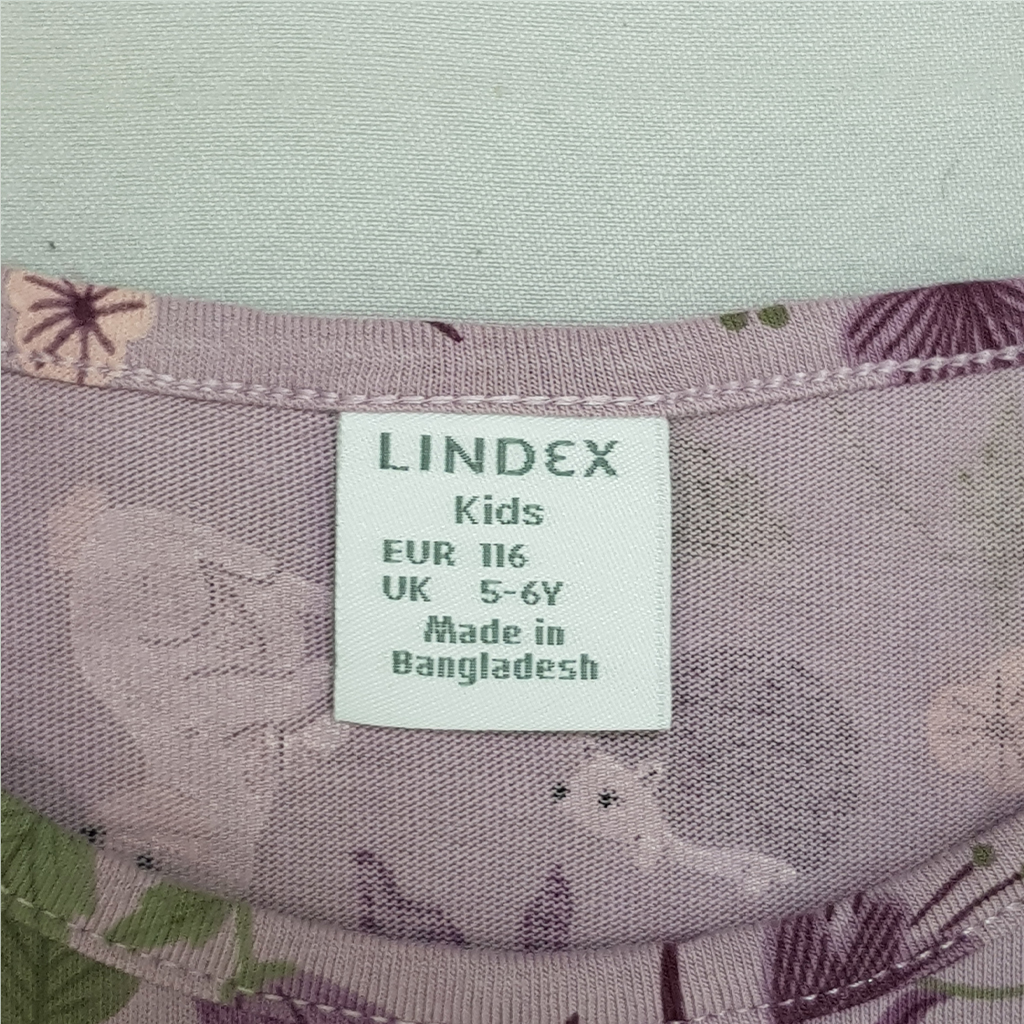 LINDEX
Kids
EUR 116
UK 5-6Y
Made in
Bangladesh